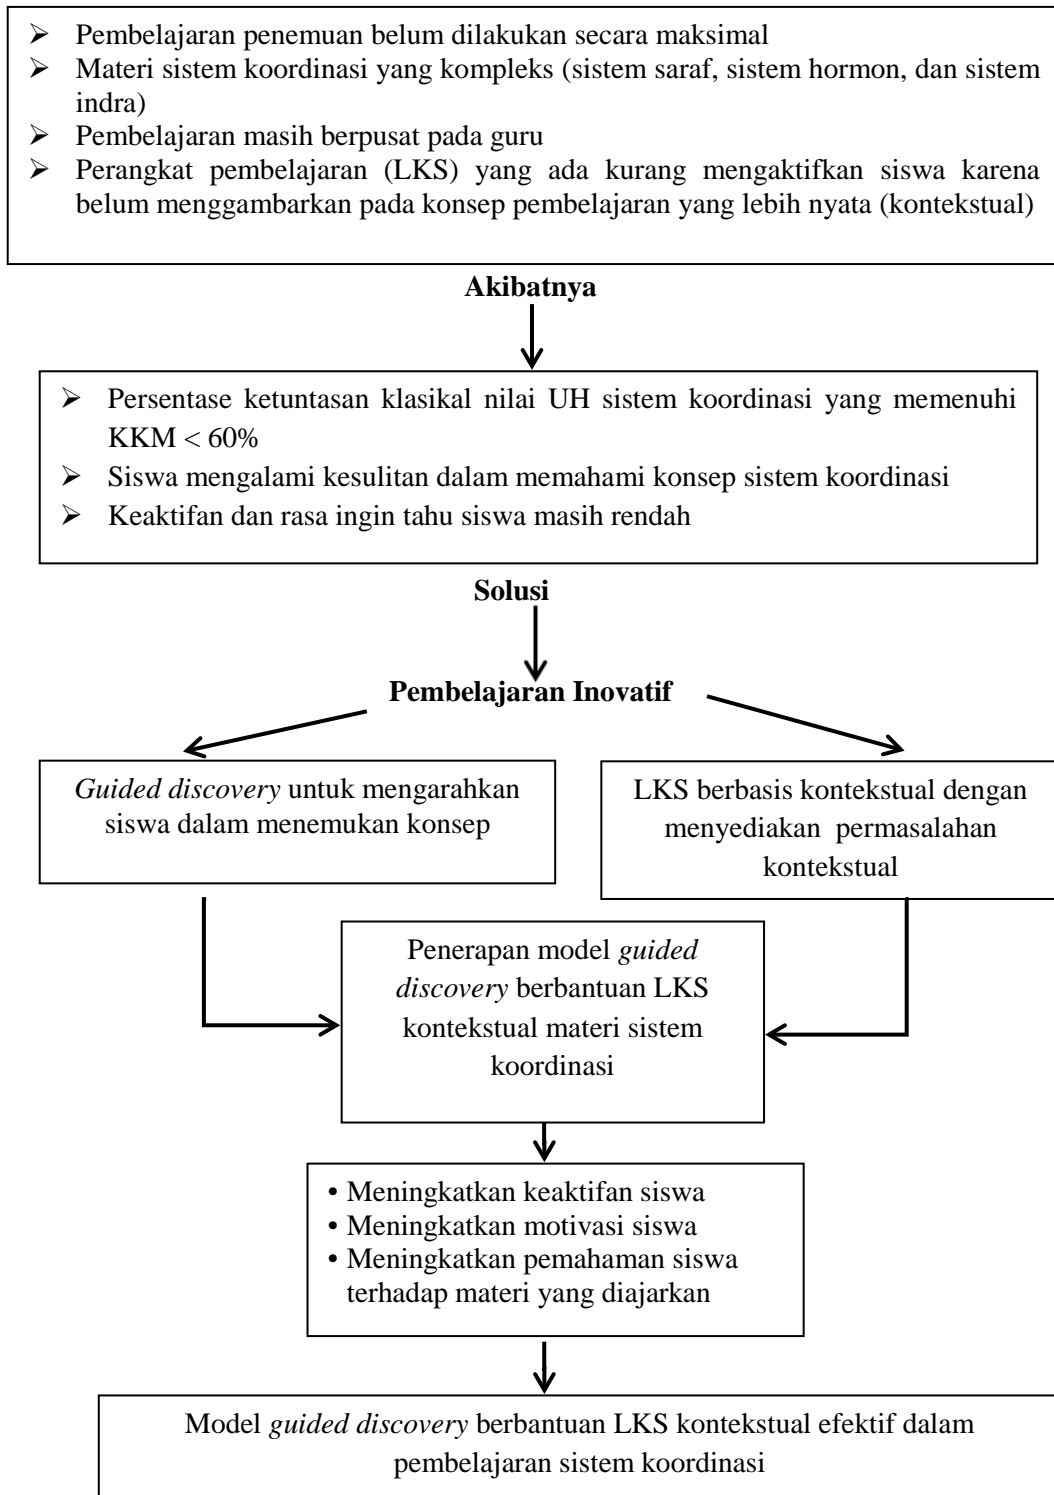 ➢ Pembelajaran penemuan belum dilakukan secara maksimal
➢ Materi sistem koordinasi yang kompleks (sistem saraf, sistem hormon, dan sistem
indra)
➢ Pembelajaran masih berpusat pada guru
➢ Perangkat pembelajaran (LKS) yang ada kurang mengaktifkan siswa karena
belum menggambarkan pada konsep pembelajaran yang lebih nyata (kontekstual)
Akibatnya
➢ Persentase ketuntasan klasikal nilai UH sistem koordinasi yang memenuhi
KKM < 60%
➢ Siswa mengalami kesulitan dalam memahami konsep sistem koordinasi
➢ Keaktifan dan rasa ingin tahu siswa masih rendah
Solusi
Pembelajaran Inovatif
Guided discovery untuk mengarahkan
siswa dalam menemukan konsep
LKS berbasis kontekstual dengan
menyediakan permasalahan
kontekstual
Penerapan model guided
discovery berbantuan LKS
kontekstual materi sistem
koordinasi
• Meningkatkan keaktifan siswa
• Meningkatkan motivasi siswa
• Meningkatkan pemahaman siswa
terhadap materi yang diajarkan
Model guided discovery berbantuan LKS kontekstual efektif dalam
pembelajaran sistem koordinasi